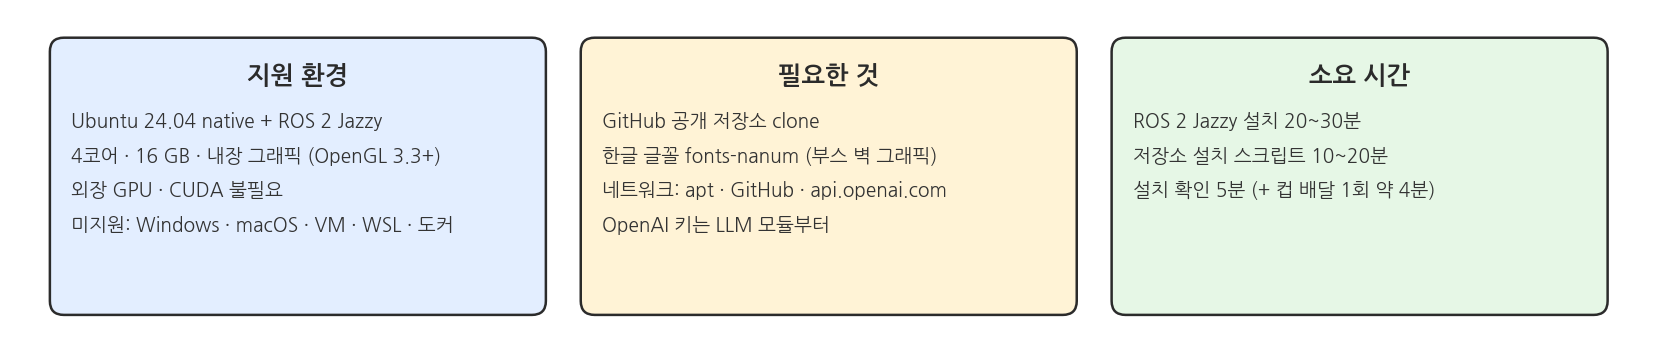 지원 환경
Ubuntu 24.04 native + ROS 2 Jazzy
4코어 · 16 GB · 내장 그래픽 (OpenGL 3.3+)
외장 GPU · CUDA 불필요
미지원: Windows · macOS · VM · WSL · 도커
필요한 것
GitHub 공개 저장소 clone
한글 글꼴 fonts-nanum (부스 벽 그래픽)
네트워크: apt · GitHub · api.openai.com
OpenAI 키는 LLM 모듈부터
소요 시간
ROS 2 Jazzy 설치 20~30분
저장소 설치 스크립트 10~20분
설치 확인 5분 (+ 컵 배달 1회 약 4분)